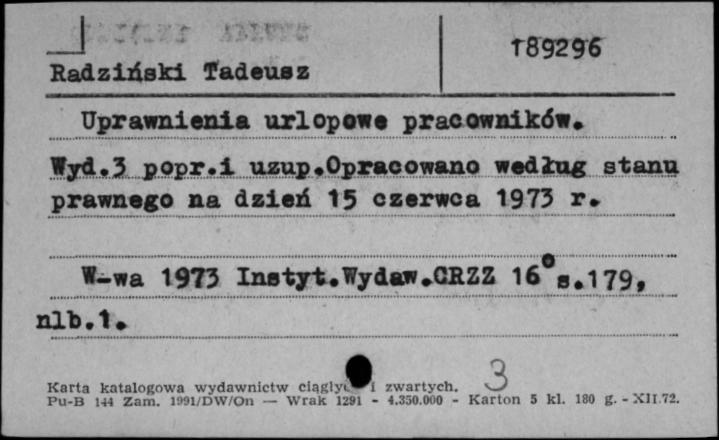 189296
Radziński Tadeusz
Uprawnienia urlopowe pracowników.
Wyd.3 popr.i uzup.Opracowano według stanu
prawnego na dzień 15 czerwca 1973 r.
W-wa 1973 Instyt.Wydaw.CRZZ 16° s.179,
nlb.1.
3
Karta katalogowa wydawnictw i zwartych.
Pu-B 144 Zam. 1991/DW/On — Wrak 1291 - 4.350.000 - Karton 5 kl. 180 g. - XII.72.